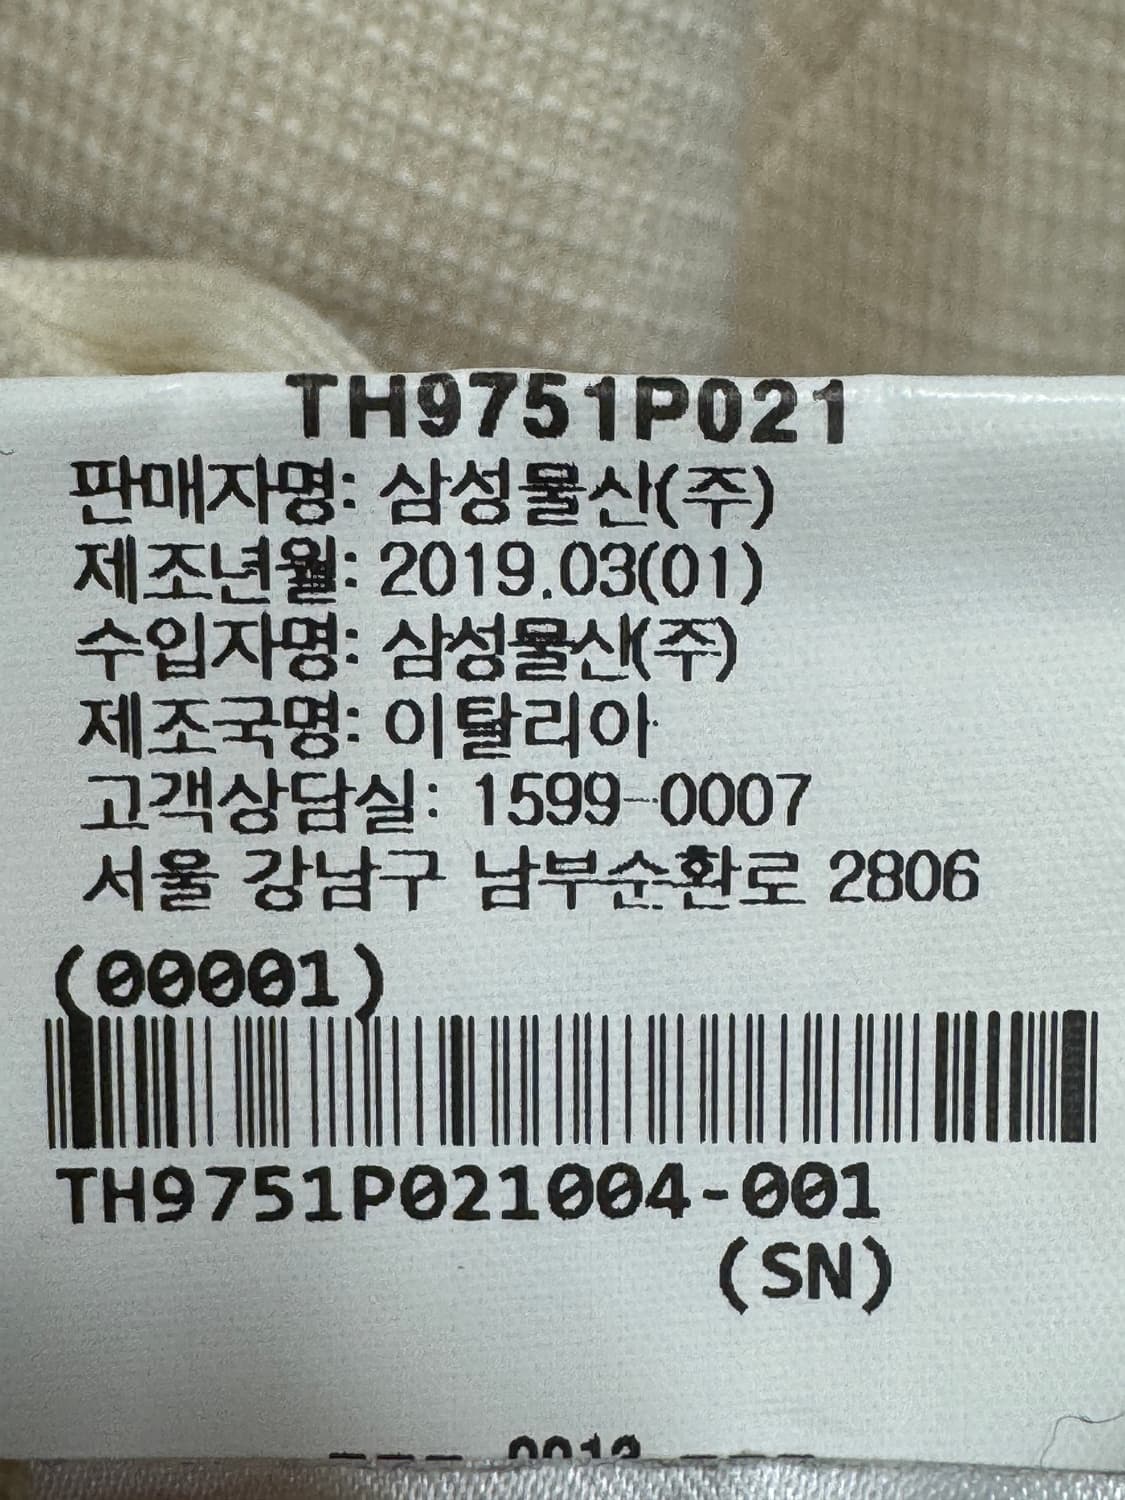 TH9751P021
판매자명: 삼성물산(주)
제조년월: 2019.03(01)
수입자명: 삼성물산(주)
제조국명: 이탈리아
고객상담실: 1599-0007
서울 강남구 남부순환로 2806
(00001)
TH9751P021004-001
(SN)